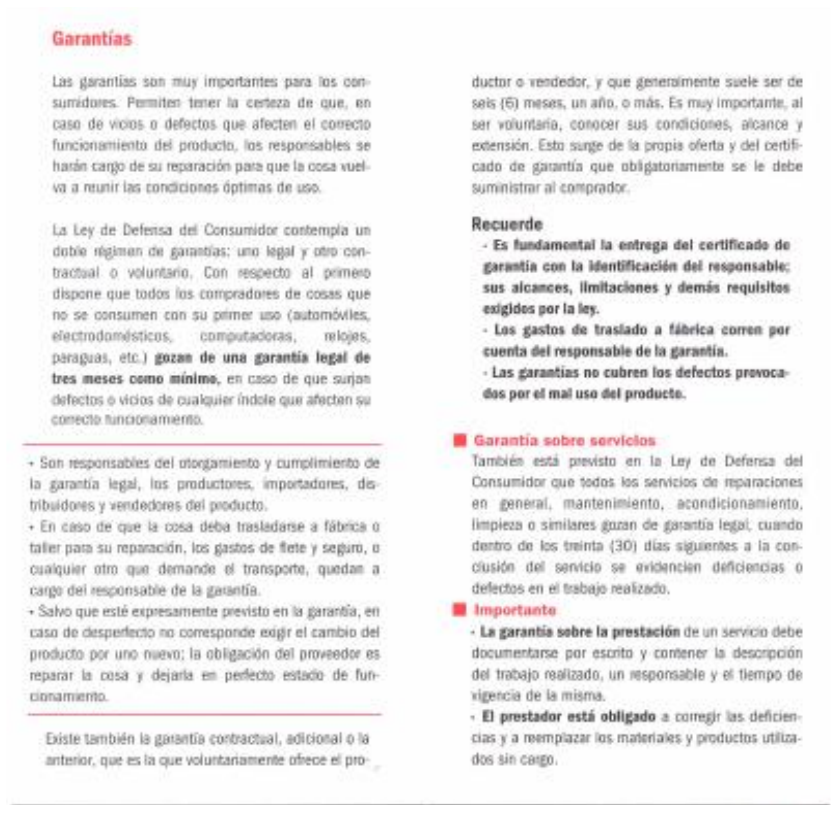 Garantías
Las garantías son muy importantes para los con-
sumidores. Permiten tener la certeza de que, en
caso de vicios o defectos que afecten el correcto
funcionamiento del producto, los responsables se
harán cargo de su reparación para que la cosa vuel-
va a reunir las condiciones óptimas de uso.
La Ley de Defensa del Consumidor contempla un
doble régimen de garantías: uno legal y otro con-
tractual o voluntario. Con respecto al primero
dispone que todos los compradores de cosas que
no se consumen con su primer uso (automóviles,
electrodomésticos, computadoras, relojes,
paraguas, etc.) gozan de una garantía legal de
tres meses como mínimo, en caso de que surjan
defectos o vicios de cualquier índole que afecten su
correcto funcionamiento.
• Son responsables del otorgamiento y cumplimiento de
la garantía legal, los productores, importadores, dis-
tribuidores y vendedores del producto.
• En caso de que la cosa deba trasladarse a fábrica o
taller para su reparación, los gastos de flete y seguro, o
cualquier otro que demande el transporte, quedan a
cargo del responsable de la garantía.
• Salvo que esté expresamente previsto en la garantía, en
caso de desperfecto no corresponde exigir el cambio del
producto por uno nuevo; la obligación del proveedor es
reparar la cosa y dejarla en perfecto estado de fun-
cionamiento.
Existe también la garantía contractual, adicional o la
anterior, que es la que voluntariamente ofrece el pro-
ductor o vendedor, y que generalmente suele ser de
seis (6) meses, un año, o más. Es muy importante, al
ser voluntaria, conocer sus condiciones, alcance y
extensión. Esto surge de la propia oferta y del certifi-
cado de garantía que obligatoriamente se le debe
suministrar al comprador.
Recuerde
- Es fundamental la entrega del certificado de
garantía con la identificación del responsable;
sus alcances, limitaciones y demás requisitos
exigidos por la ley.
- Los gastos de traslado a fábrica corren por
cuenta del responsable de la garantía.
- Las garantías no cubren los defectos provoca-
dos por el mal uso del producto.
Garantía sobre servicios
También está previsto en la Ley de Defensa del
Consumidor que todos los servicios de reparaciones
en general, mantenimiento, acondicionamiento,
limpieza o similares gozan de garantía legal, cuando
dentro de los treinta (30) días siguientes a la con-
clusión del servicio se evidencien deficiencias o
defectos en el trabajo realizado.
Importante
- La garantía sobre la prestación de un servicio debe
documentarse por escrito y contener la descripción
del trabajo realizado, un responsable y el tiempo de
vigencia de la misma.
- El prestador está obligado a corregir las deficien-
cias y a reemplazar los materiales y productos utiliza-
dos sin cargo.